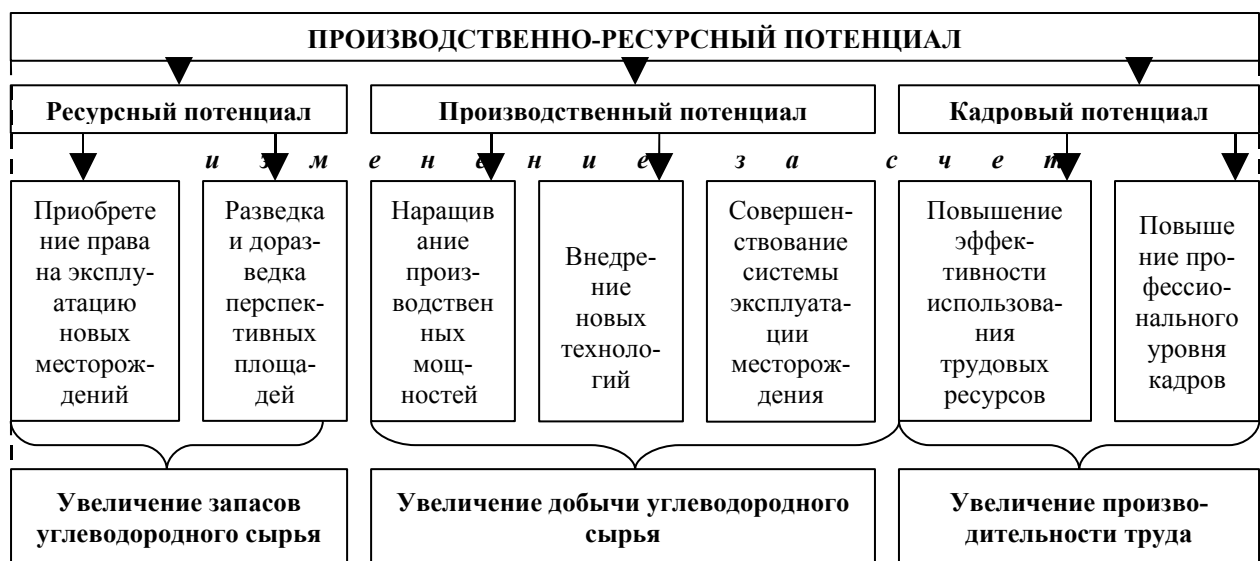 ПРОИЗВОДСТВЕННО-РЕСУРСНЫЙ ПОТЕНЦИАЛ
Ресурсный потенциал
Производственный потенциал
Кадровый потенциал
и з м е н е н и е з а с ч е т
Приобрете
ние права
на эксплу-
атацию
новых
месторож-
дений
Разведка
и дораз-
ведка
перспек-
тивных
площа-
дей
Наращив
ание
произ-
водствен
ных
мощ-
ностей
Внедре-
ние
новых
техноло-
гий
Совершен-
ствование
системы
эксплуата-
ции
месторож-
дения
Повышение
эффек-
тивности
использова-
ния
трудовых
ресурсов
Повыше
ние про-
фессио-
нального
уровня
кадров
Увеличение запасов
углеводородного сырья
Увеличение добычи углеводородного
сырья
Увеличение произво-
дительности труда